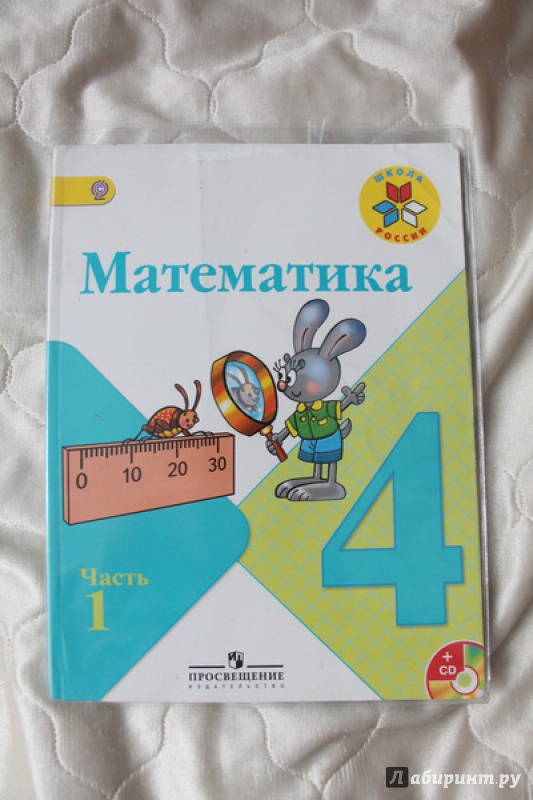 ШКОЛА
РОССИИ
Математика
0 10 20 30
4
Часть
1
+
CD
ПРОСВЕЩЕНИЕ
ИЗДАТЕЛЬСТВО
Лабиринт.ру